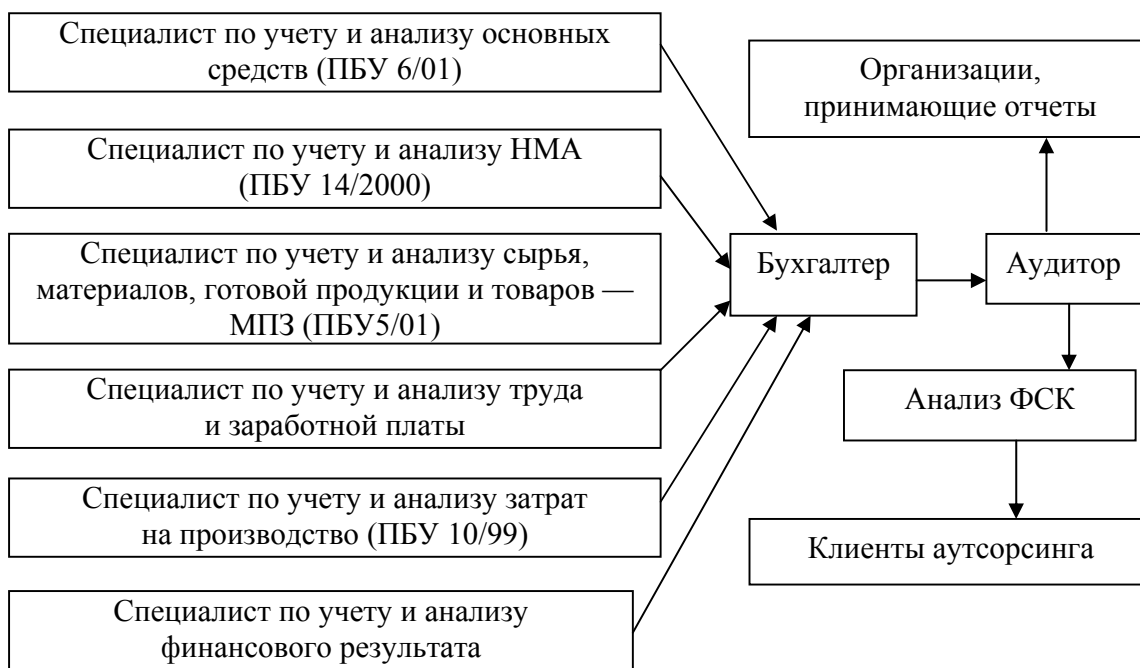 Специалист по учету и анализу основных
средств (ПБУ 6/01)
Специалист по учету и анализу НМА
(ПБУ 14/2000)
Специалист по учету и анализу сырья,
материалов, готовой продукции и товаров —
МПЗ (ПБУ5/01)
Специалист по учету и анализу труда
и заработной платы
Специалист по учету и анализу затрат
на производство (ПБУ 10/99)
Специалист по учету и анализу
финансового результата
Бухгалтер
Организации,
принимающие отчеты
Аудитор
Анализ ФСК
Клиенты аутсорсинга